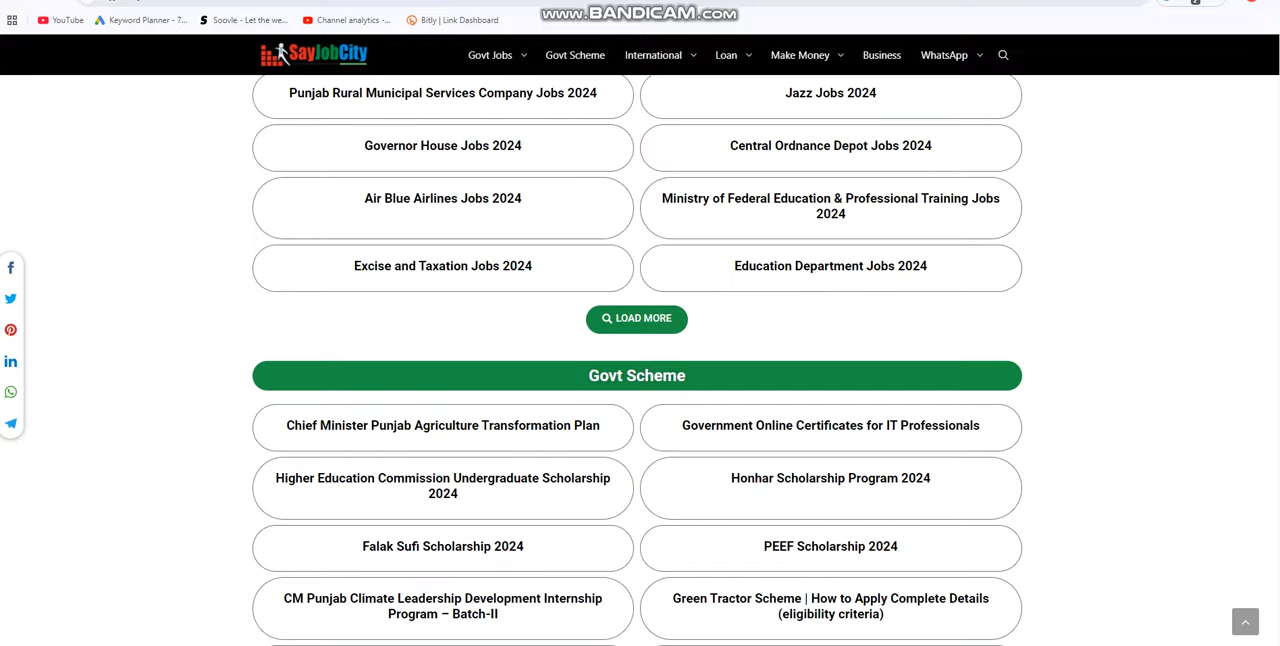 YouTube Keyword Planner - 7... Soovle - Let the we... Channel analytics -... Bitly | Link Dashboard
www.BANDICAM.com
SayJobCity Govt Jobs Govt Scheme International Loan Make Money Business WhatsApp
Punjab Rural Municipal Services Company Jobs 2024
Jazz Jobs 2024
Governor House Jobs 2024
Central Ordnance Depot Jobs 2024
Air Blue Airlines Jobs 2024
Ministry of Federal Education & Professional Training Jobs
2024
Excise and Taxation Jobs 2024
Education Department Jobs 2024
LOAD MORE
Govt Scheme
Chief Minister Punjab Agriculture Transformation Plan
Government Online Certificates for IT Professionals
Higher Education Commission Undergraduate Scholarship
2024
Honhar Scholarship Program 2024
Falak Sufi Scholarship 2024
PEEF Scholarship 2024
CM Punjab Climate Leadership Development Internship
Program – Batch-II
Green Tractor Scheme | How to Apply Complete Details
(eligibility criteria)